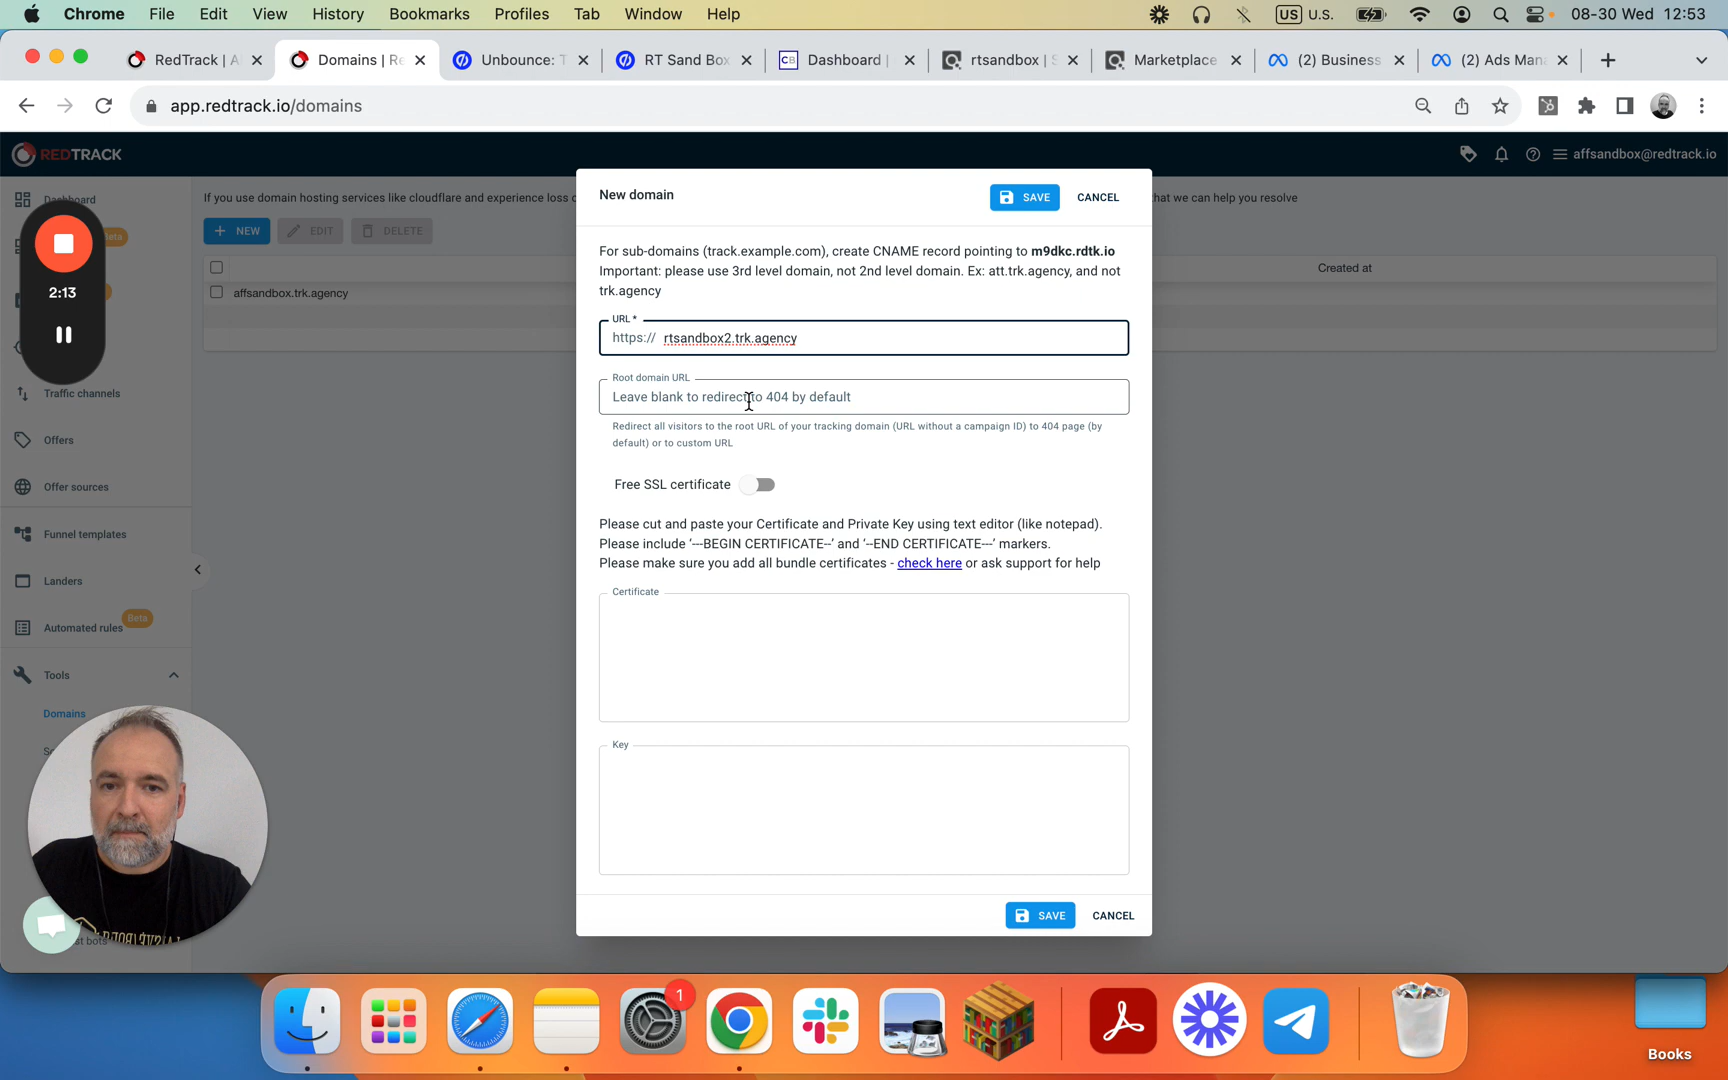 Chrome File Edit View History Bookmarks Profiles Tab Window Help US U.S. 08-30 Wed 12:53
RedTrack | A Domains | Re Unbounce: T RT Sand Box Dashboard | CB rtsandbox | S Marketplace (2) Business (2) Ads Man
app.redtrack.io/domains
REDTRACK affsandbox@redtrack.io
New domain SAVE CANCEL
Dashboard
If you use domain hosting services like cloudflare and experience loss that we can help you resolve
NEW EDIT DELETE
Created at
affsandbox.trk.agency
2:13
For sub-domains (track.example.com), create CNAME record pointing to m9dkc.rdtk.io
Important: please use 3rd level domain, not 2nd level domain. Ex: att.trk.agency, and not
trk.agency
URL *
https:// rtsandbox2.trk.agency
Root domain URL
Leave blank to redirect to 404 by default
Redirect all visitors to the root URL of your tracking domain (URL without a campaign ID) to 404 page (by
default) or to custom URL
Free SSL certificate
Please cut and paste your Certificate and Private Key using text editor (like notepad).
Please include ‘---BEGIN CERTIFICATE--’ and ‘--END CERTIFICATE---’ markers.
Please make sure you add all bundle certificates - check here or ask support for help
Certificate
Key
SAVE CANCEL
Traffic channels
Offers
Offer sources
Funnel templates
Landers
Automated rules Beta
Tools
Domains
st bots
1
Books